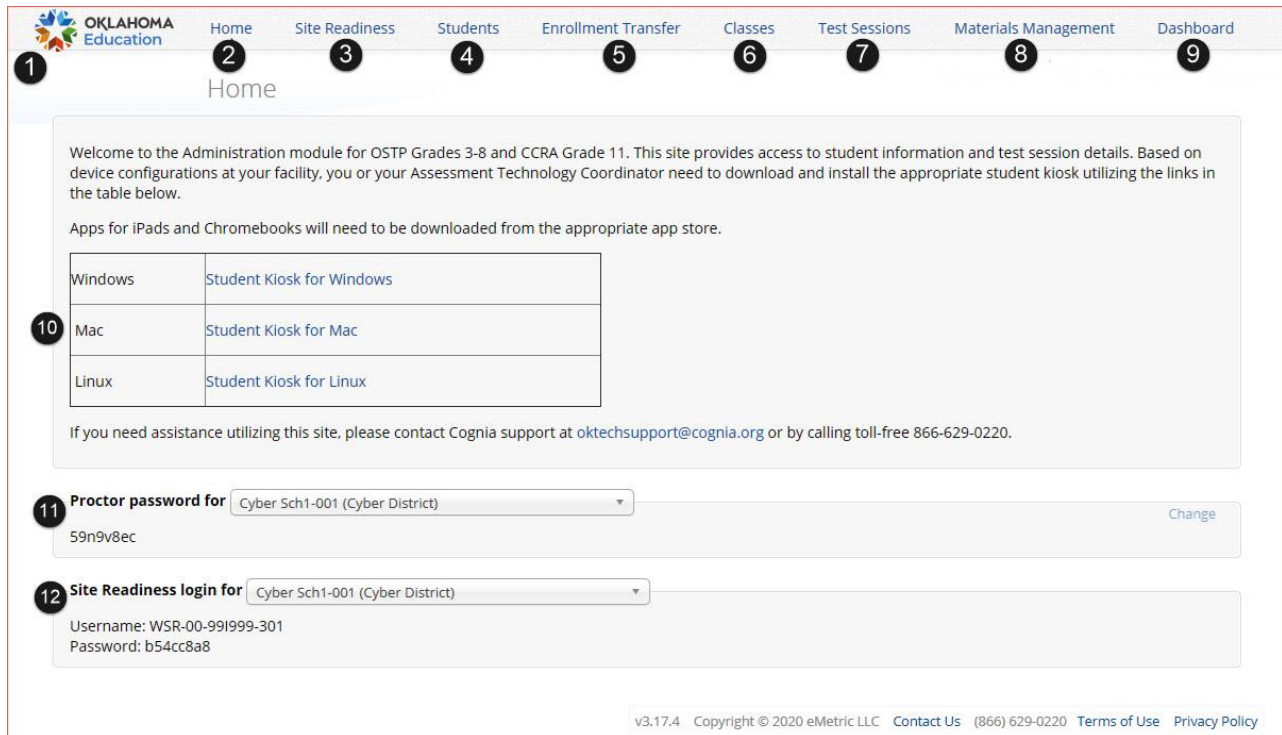 OKLAHOMA
Education
Home Site Readiness Students Enrollment Transfer Classes Test Sessions Materials Management Dashboard
1 2 3 4 5 6 7 8 9
Home
Welcome to the Administration module for OSTP Grades 3-8 and CCRA Grade 11. This site provides access to student information and test session details. Based on
device configurations at your facility, you or your Assessment Technology Coordinator need to download and install the appropriate student kiosk utilizing the links in
the table below.
Apps for iPads and Chromebooks will need to be downloaded from the appropriate app store.
Windows Student Kiosk for Windows
10 Mac Student Kiosk for Mac
Linux Student Kiosk for Linux
If you need assistance utilizing this site, please contact Cognia support at oktechsupport@cognia.org or by calling toll-free 866-629-0220.
11 Proctor password for Cyber Sch1-001 (Cyber District)
Change
59n9v8ec
12 Site Readiness login for Cyber Sch1-001 (Cyber District)
Username: WSR-00-99I999-301
Password: b54cc8a8
v3.17.4 Copyright © 2020 eMetric LLC Contact Us (866) 629-0220 Terms of Use Privacy Policy